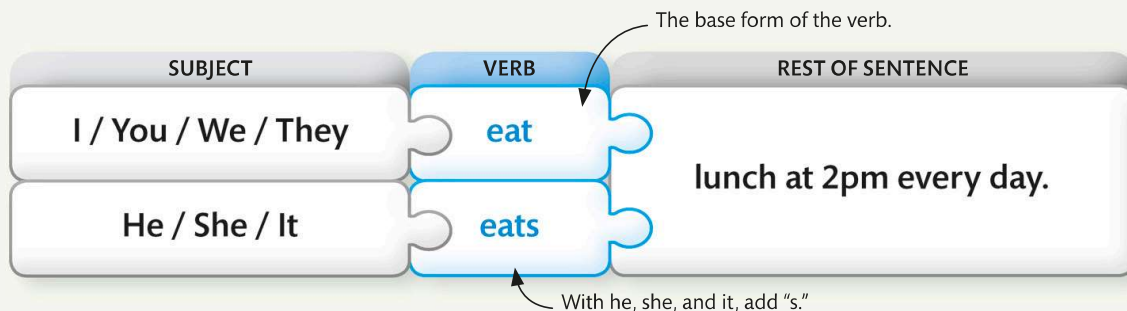 The base form of the verb.
SUBJECT VERB REST OF SENTENCE
I / You / We / They eat
lunch at 2pm every day.
He / She / It eats
With he, she, and it, add “s.”